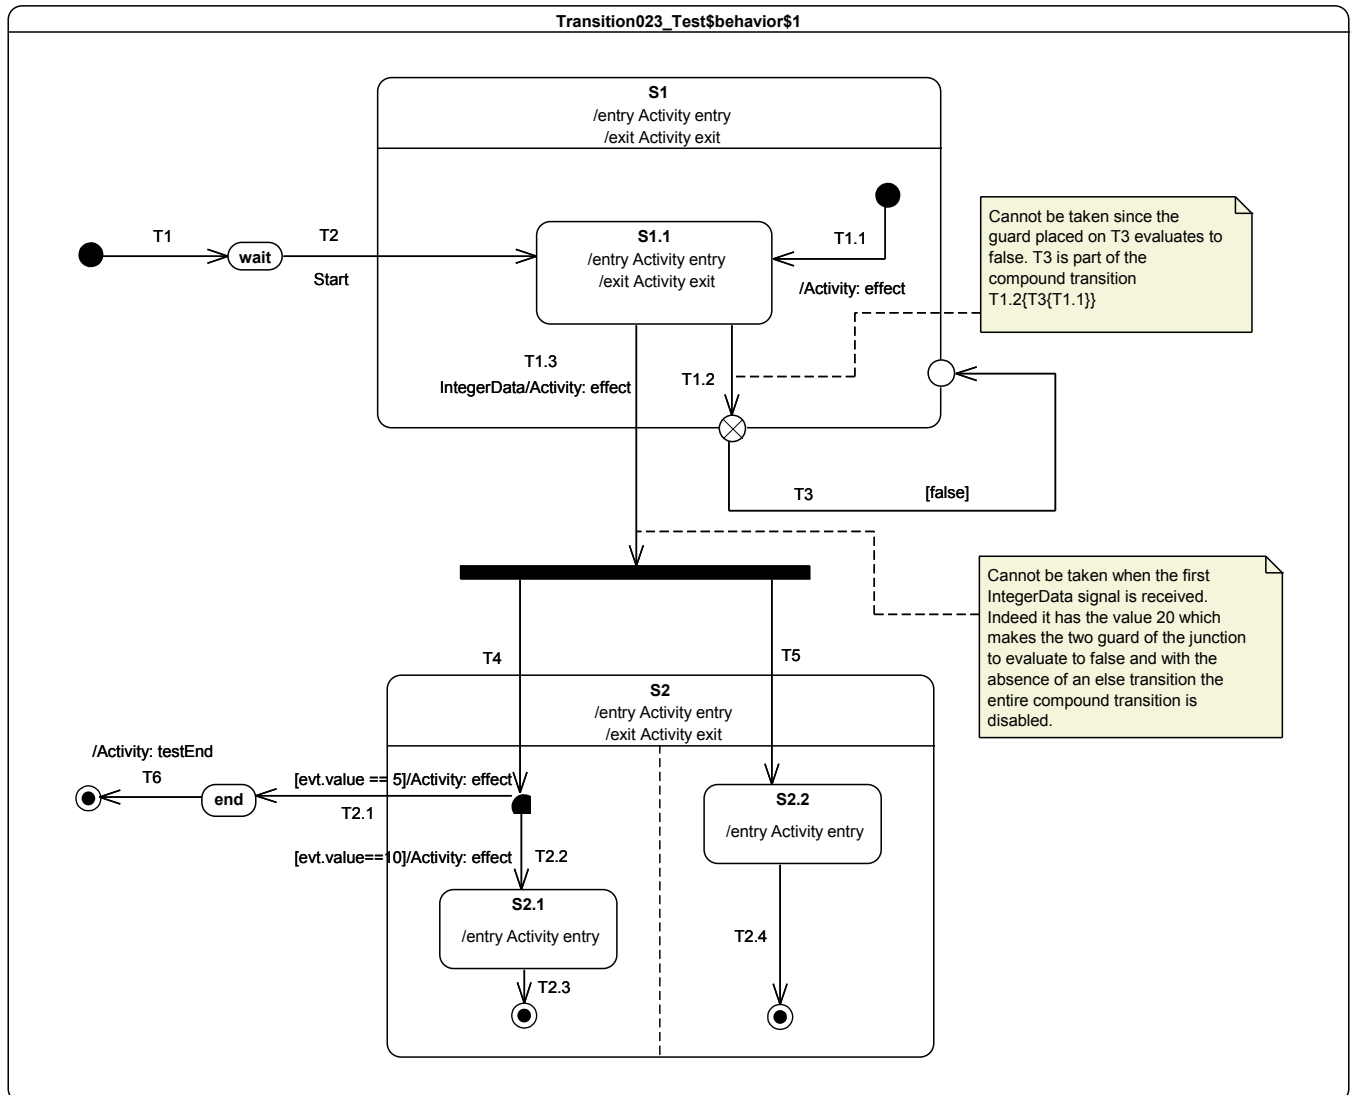 Transition023_Test$behavior$1
S1
/entry Activity entry
/exit Activity exit
T1
wait
T2
Start
S1.1
/entry Activity entry
/exit Activity exit
T1.1
/Activity: effect
Cannot be taken since the
guard placed on T3 evaluates to
false. T3 is part of the
compound transition
T1.2{T3{T1.1}}
T1.3
IntegerData/Activity: effect
T1.2
T3
[false]
Cannot be taken when the first
IntegerData signal is received.
Indeed it has the value 20 which
makes the two guard of the junction
to evaluate to false and with the
absence of an else transition the
entire compound transition is
disabled.
T4
T5
S2
/entry Activity entry
/exit Activity exit
/Activity: testEnd
T6
end
[evt.value == 5]/Activity: effect
T2.1
[evt.value==10]/Activity: effect
T2.2
S2.1
/entry Activity entry
T2.3
S2.2
/entry Activity entry
T2.4